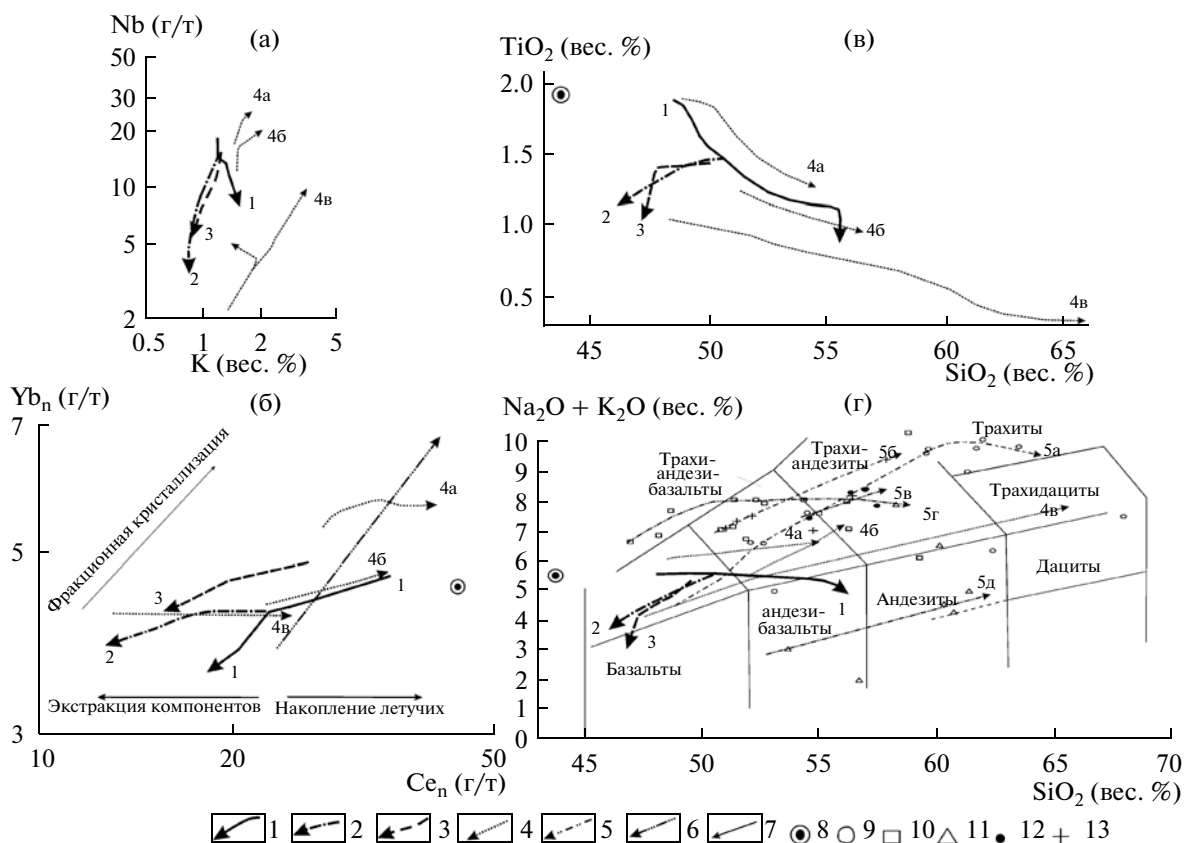 Nb (г/т)
(а)
50
30
20
10
5
2
4а
4б
1
4в
3
2
0.5
1
2
5
K (вес. %)
TiO₂ (вес. %)
(в)
2.0
1.5
1.0
0.5
1
4а
2
3
4б
4в
45
50
55
60
65
SiO₂ (вес. %)
Yb_n (г/т)
(б)
7
5
3
Фракционная кристаллизация
4а
4б
1
3
4в
2
1
Экстракция компонентов
Накопление летучих
10
20
50
Ce_n (г/т)
Na₂O + K₂O (вес. %)
(г)
10
9
8
7
6
5
4
3
2
1
0
Трахиты
Трахи-
андезиты
5б
5а
Трахи-
андези-
базальты
5в
Трахидациты
5г
4в
4а
4б
Дациты
5д
1
Андезиты
андези-
базальты
2
3
Базальты
45
50
55
60
65
70
SiO₂ (вес. %)
1 2 3 4 5 6 7 8 9 10 11 12 13